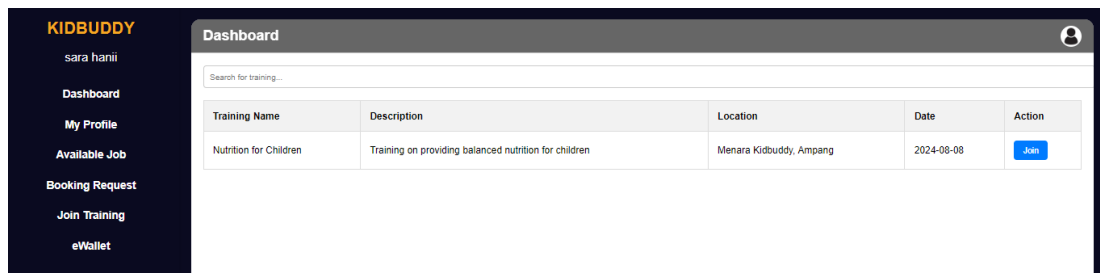 KIDBUDDY
sara hanii
Dashboard
My Profile
Available Job
Booking Request
Join Training
eWallet
Dashboard
Search for training...
Training Name Description Location Date Action
Nutrition for Children Training on providing balanced nutrition for children Menara Kidbuddy, Ampang 2024-08-08 Join